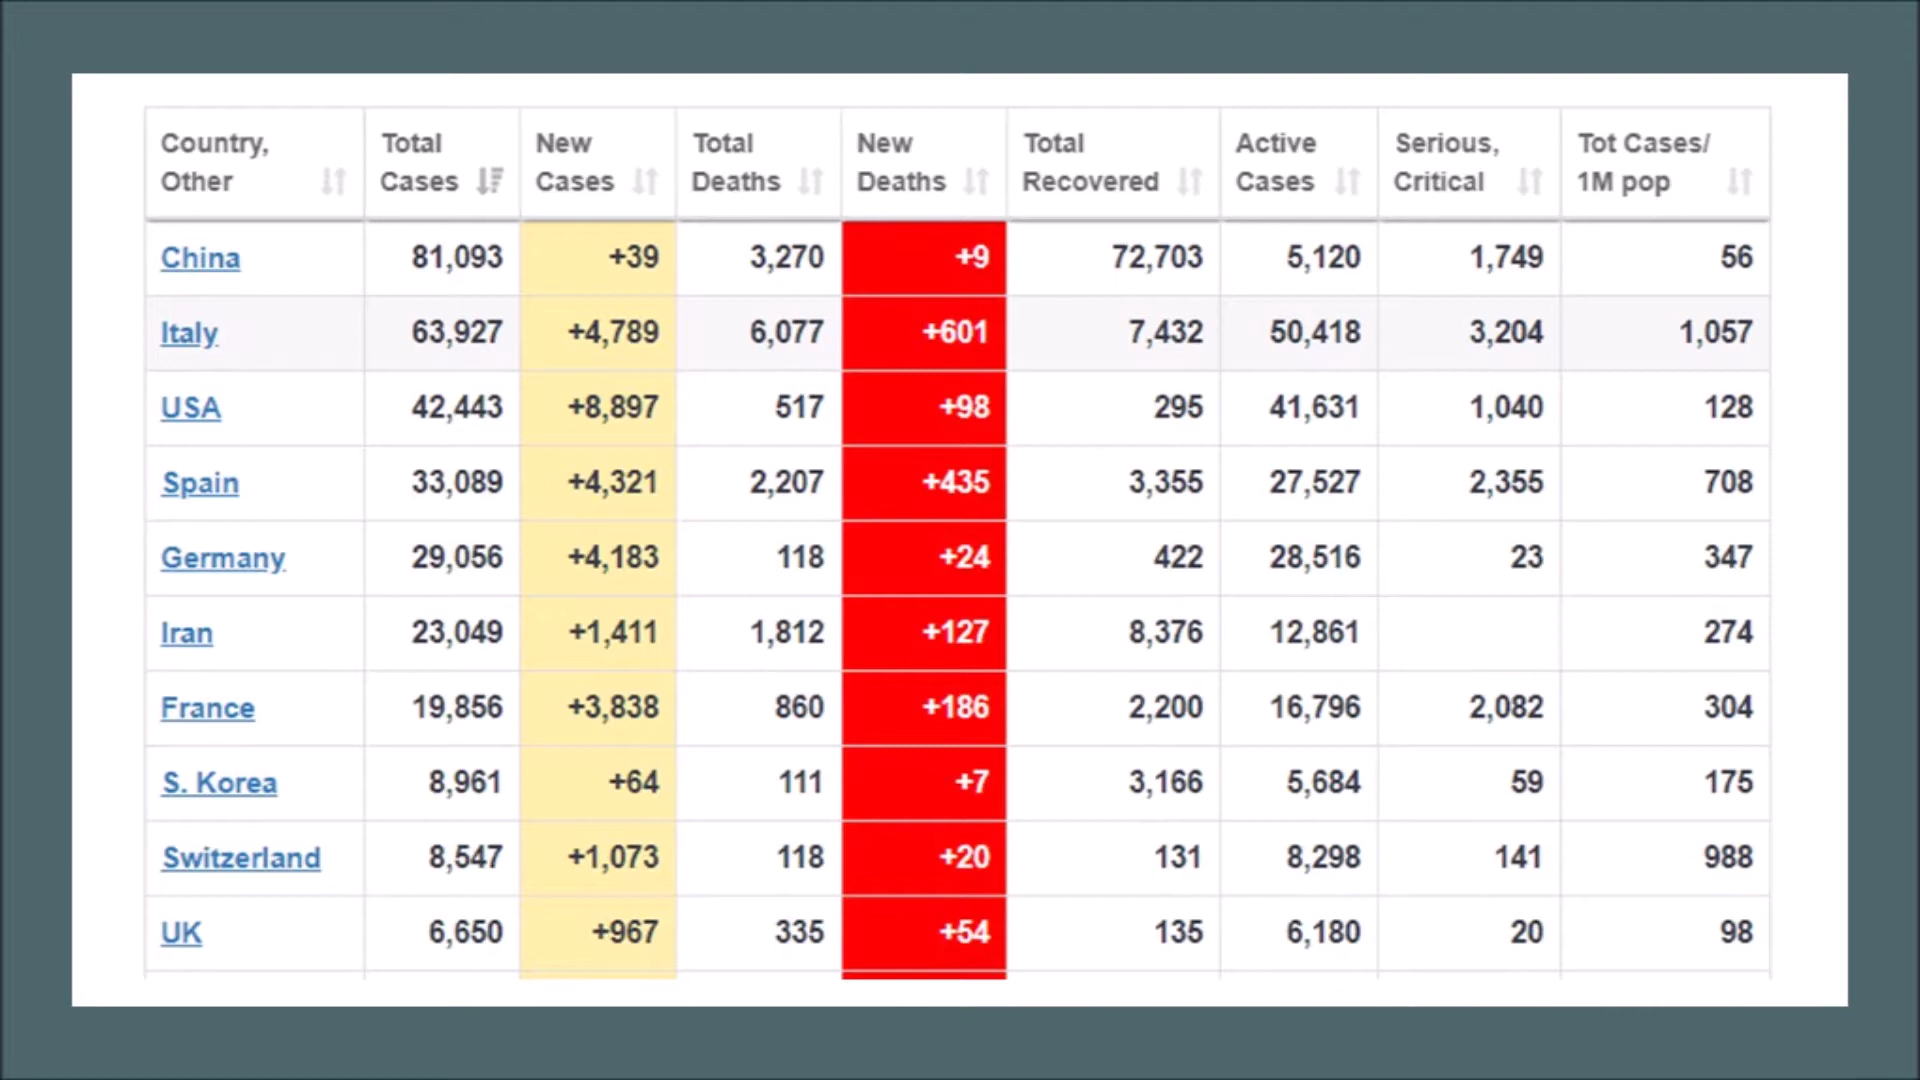 Country, Other Total Cases New Cases Total Deaths New Deaths Total Recovered Active Cases Serious, Critical Tot Cases/ 1M pop
China 81,093 +39 3,270 +9 72,703 5,120 1,749 56
Italy 63,927 +4,789 6,077 +601 7,432 50,418 3,204 1,057
USA 42,443 +8,897 517 +98 295 41,631 1,040 128
Spain 33,089 +4,321 2,207 +435 3,355 27,527 2,355 708
Germany 29,056 +4,183 118 +24 422 28,516 23 347
Iran 23,049 +1,411 1,812 +127 8,376 12,861 274
France 19,856 +3,838 860 +186 2,200 16,796 2,082 304
S. Korea 8,961 +64 111 +7 3,166 5,684 59 175
Switzerland 8,547 +1,073 118 +20 131 8,298 141 988
UK 6,650 +967 335 +54 135 6,180 20 98